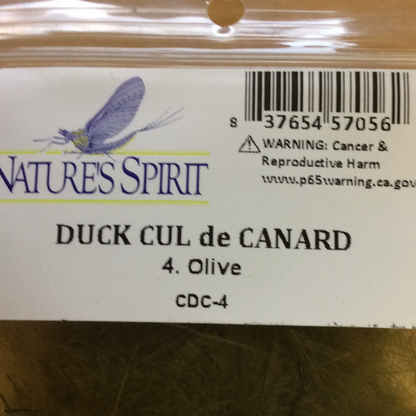 NATURE'S SPIRIT
8 37654 57056
WARNING: Cancer &
Reproductive Harm
www.p65warning.ca.gov
DUCK CUL de CANARD
4. Olive
CDC-4